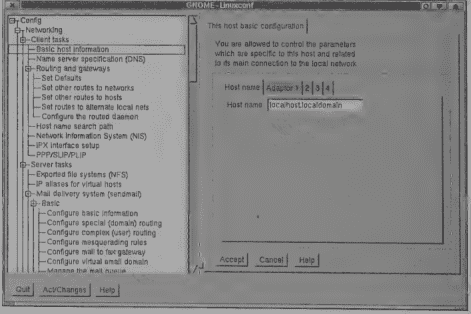 GNOME-Linuxconf
Config
Networking
Client tasks
Basic host information
Name server specification (DNS)
Routing and gateways
Set Defaults
Set other routes to networks
Set other routes to hosts
Set routes to alternate local nets
Configure the routed daemon
Host name search path
Network Information System (NIS)
IPX interface setup
PPP/SLIP/PLIP
Server tasks
Exported file systems (NFS)
IP aliases for virtual hosts
Mail delivery system (sendmail)
Basic
Configure basic information
Configure special (domain) routing
Configure complex (user) routing
Configure masquerading rules
Configure mail to fax gateway
Configure virtual email domain
Manage the mail queue
This host basic configuration
You are allowed to control the parameters
which are specific to this host and related
to its main connection to the local network
Host name Adaptor 1 2 3 4
Host name localhost.localdomain
Accept Cancel Help
Quit Act/Changes Help